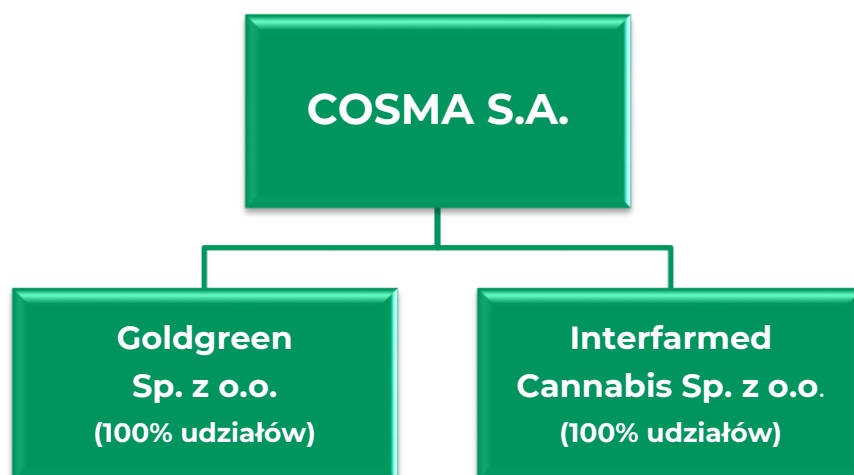 COSMA S.A.
Goldgreen
Sp. z o.o.
(100% udziałów)
Interfarmed
Cannabis Sp. z o.o.
(100% udziałów)